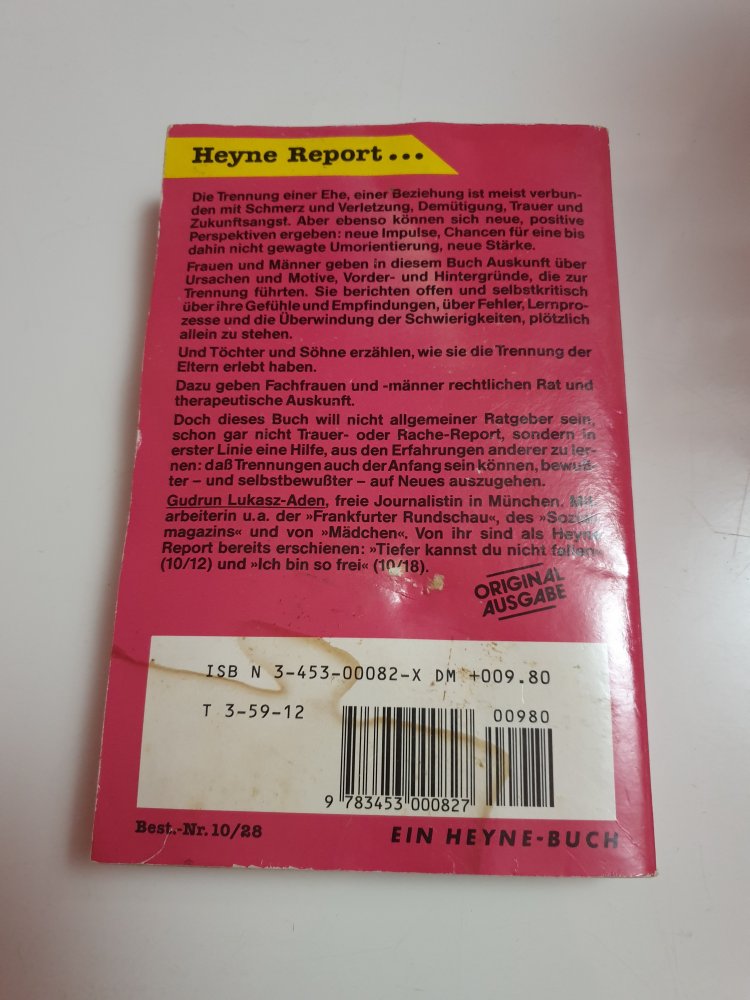 Heyne Report...
Die Trennung einer Ehe, einer Beziehung ist meist verbun-
den mit Schmerz und Verletzung, Demütigung, Trauer und
Zukunftsangst. Aber ebenso können sich neue, positive
Perspektiven ergeben: neue Impulse, Chancen für eine bis
dahin nicht gewagte Umorientierung, neue Stärke.
Frauen und Männer geben in diesem Buch Auskunft über
Ursachen und Motive, Vorder- und Hintergründe, die zur
Trennung führten. Sie berichten offen und selbstkritisch
über ihre Gefühle und Empfindungen, über Fehler, Lernpro-
zesse und die Überwindung der Schwierigkeiten, plötzlich
allein zu stehen.
Und Töchter und Söhne erzählen, wie sie die Trennung der
Eltern erlebt haben.
Dazu geben Fachfrauen und -männer rechtlichen Rat und
therapeutische Auskunft.
Doch dieses Buch will nicht allgemeiner Ratgeber sein,
schon gar nicht Trauer- oder Rache-Report, sondern in
erster Linie eine Hilfe, aus den Erfahrungen anderer zu ler-
nen: daß Trennungen auch der Anfang sein können, bewuß-
ter – und selbstbewußter – auf Neues auszugehen.
Gudrun Lukasz-Aden, freie Journalistin in München. Mit-
arbeiterin u.a. der »Frankfurter Rundschau«, des »Sozial-
magazins« und von »Mädchen«. Von ihr sind als Heyne
Report bereits erschienen: »Tiefer kannst du nicht fallen«
(10/12) und »Ich bin so frei« (10/18).
ORIGINAL
AUSGABE
ISB N 3-453-00082-X DM +009.80
T 3-59-12
00980
9 783453 000827
Best.-Nr. 10/28
EIN HEYNE-BUCH